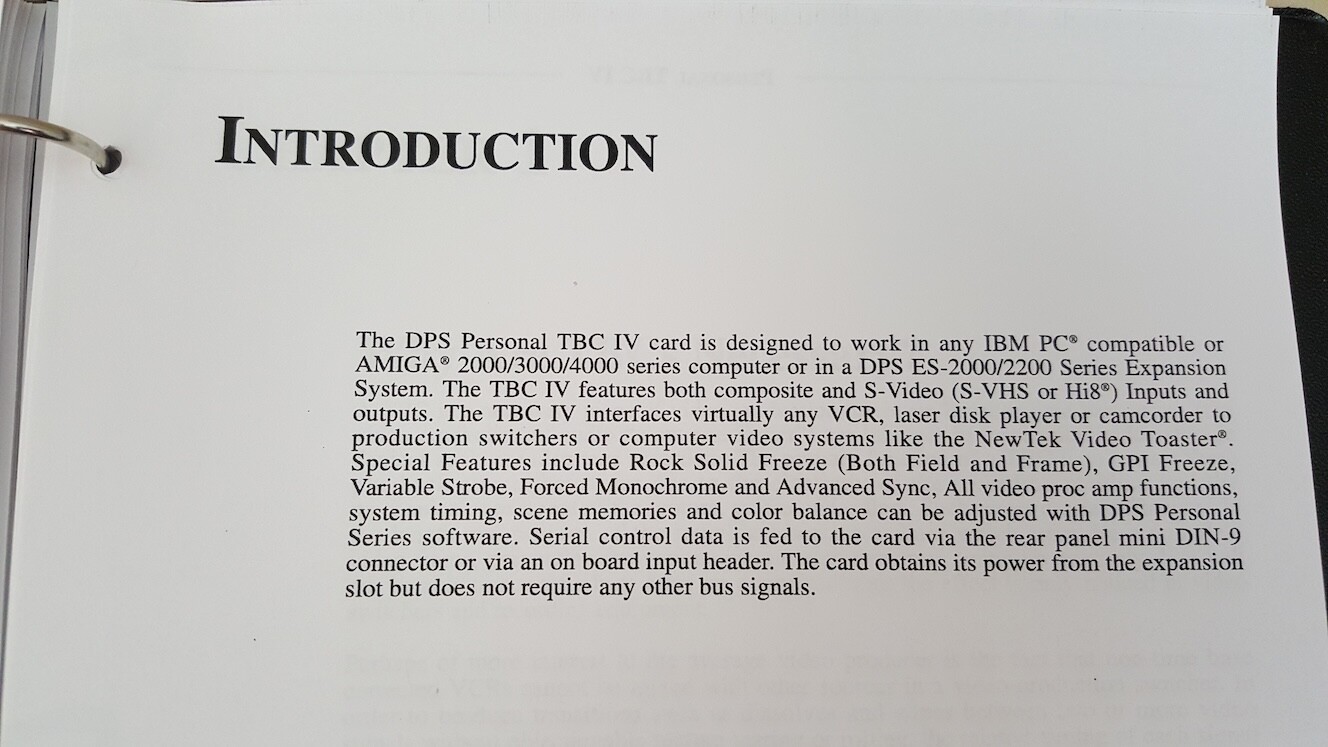 INTRODUCTION
The DPS Personal TBC IV card is designed to work in any IBM PC® compatible or
AMIGA® 2000/3000/4000 series computer or in a DPS ES-2000/2200 Series Expansion
System. The TBC IV features both composite and S-Video (S-VHS or Hi8®) Inputs and
outputs. The TBC IV interfaces virtually any VCR, laser disk player or camcorder to
production switchers or computer video systems like the NewTek Video Toaster®.
Special Features include Rock Solid Freeze (Both Field and Frame), GPI Freeze,
Variable Strobe, Forced Monochrome and Advanced Sync, All video proc amp functions,
system timing, scene memories and color balance can be adjusted with DPS Personal
Series software. Serial control data is fed to the card via the rear panel mini DIN-9
connector or via an on board input header. The card obtains its power from the expansion
slot but does not require any other bus signals.